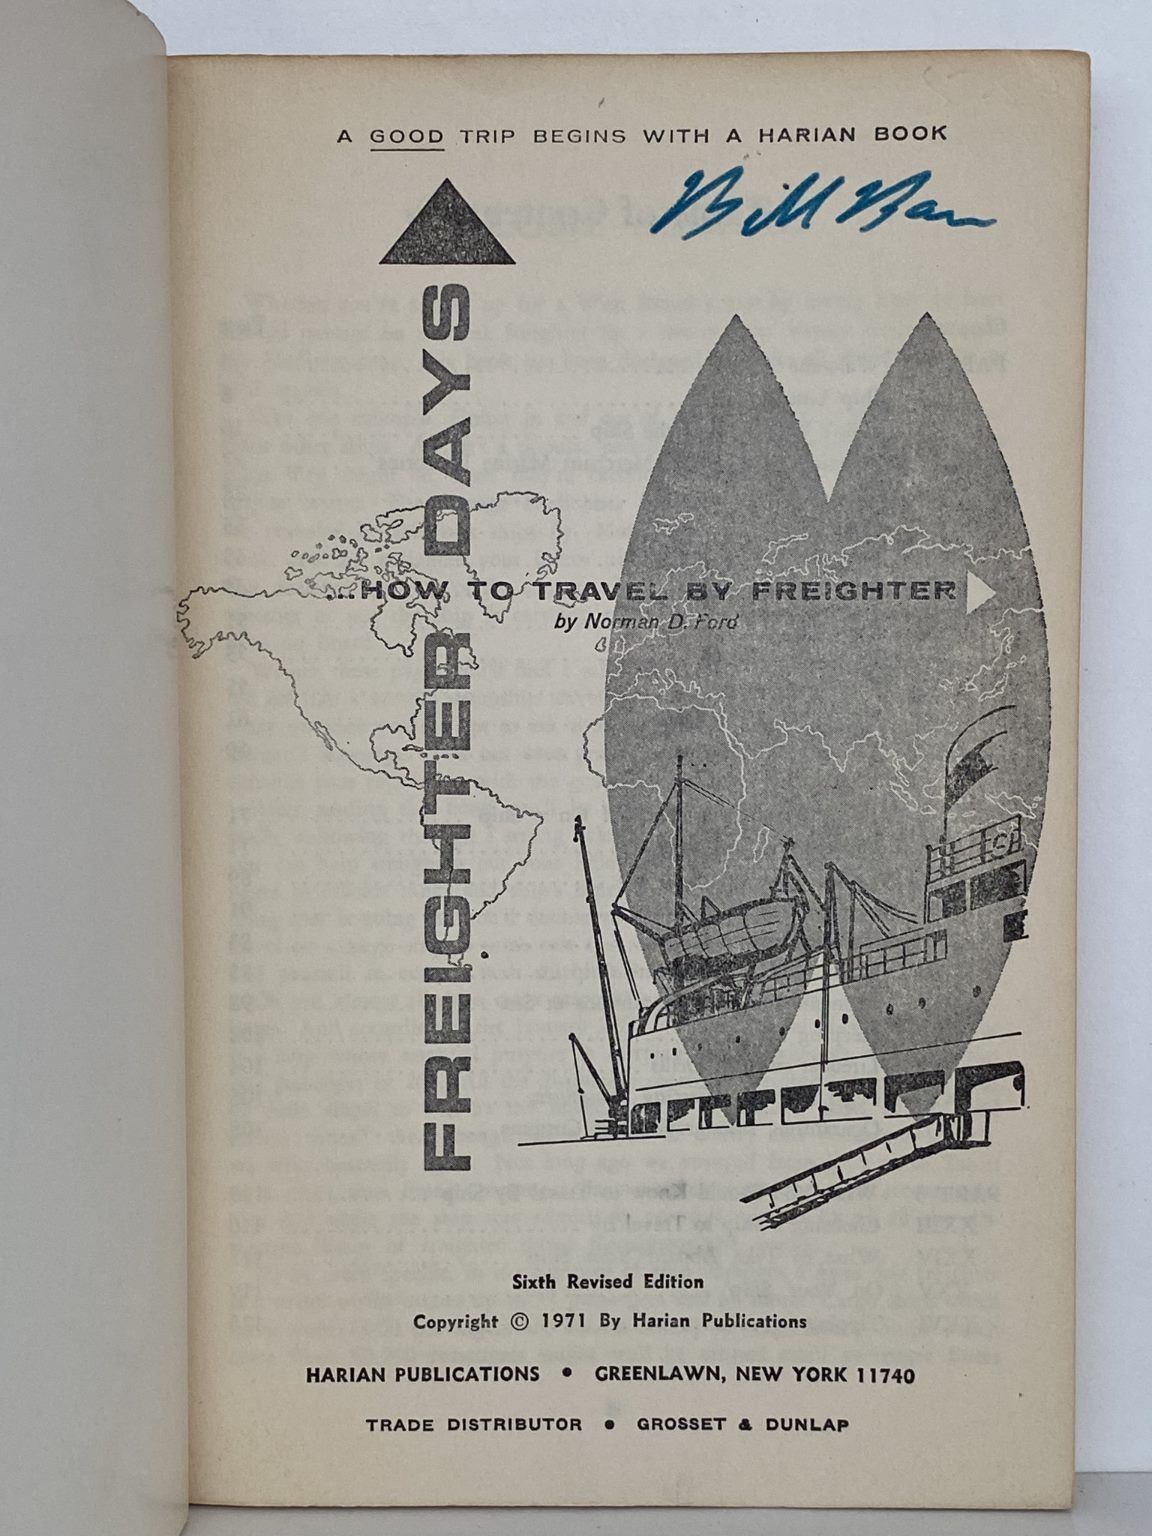 A GOOD TRIP BEGINS WITH A HARIAN BOOK
Bill
FREIGHTER DAYS
...HOW TO TRAVEL BY FREIGHTER
by Norman D. Ford
Sixth Revised Edition
Copyright © 1971 By Harian Publications
HARIAN PUBLICATIONS • GREENLAWN, NEW YORK 11740
TRADE DISTRIBUTOR • GROSSET & DUNLAP